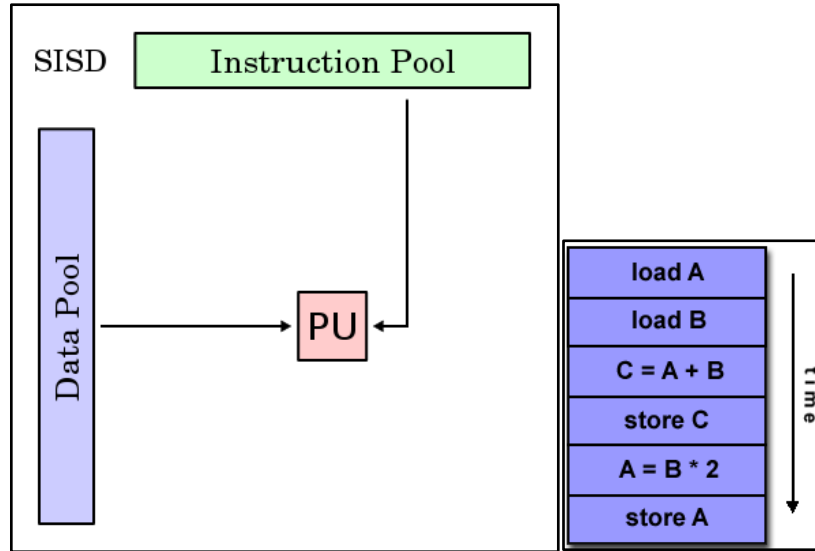 SISD
Instruction Pool
Data Pool
PU
load A
load B
C = A + B
store C
A = B * 2
store A
time